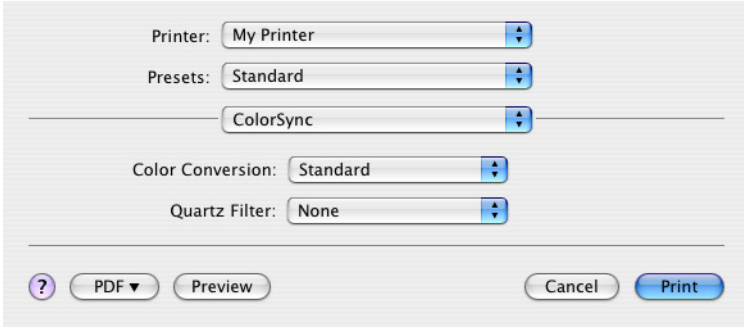 Printer: My Printer
Presets: Standard
ColorSync
Color Conversion: Standard
Quartz Filter: None
? PDF ▼ Preview Cancel Print